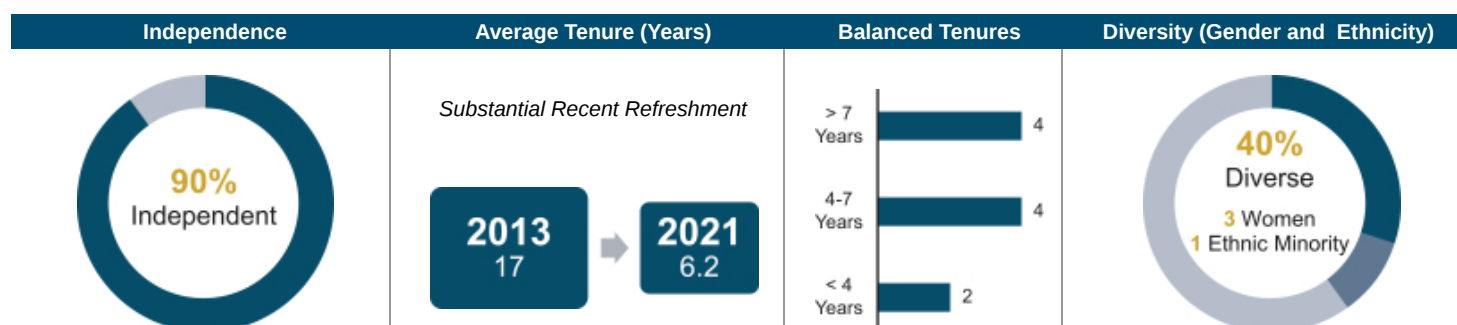 Independence
90%
Independent
Average Tenure (Years)
Substantial Recent Refreshment
2013
17
2021
6.2
Balanced Tenures
> 7
Years
4
4-7
Years
4
< 4
Years
2
Diversity (Gender and Ethnicity)
40%
Diverse
3 Women
1 Ethnic Minority